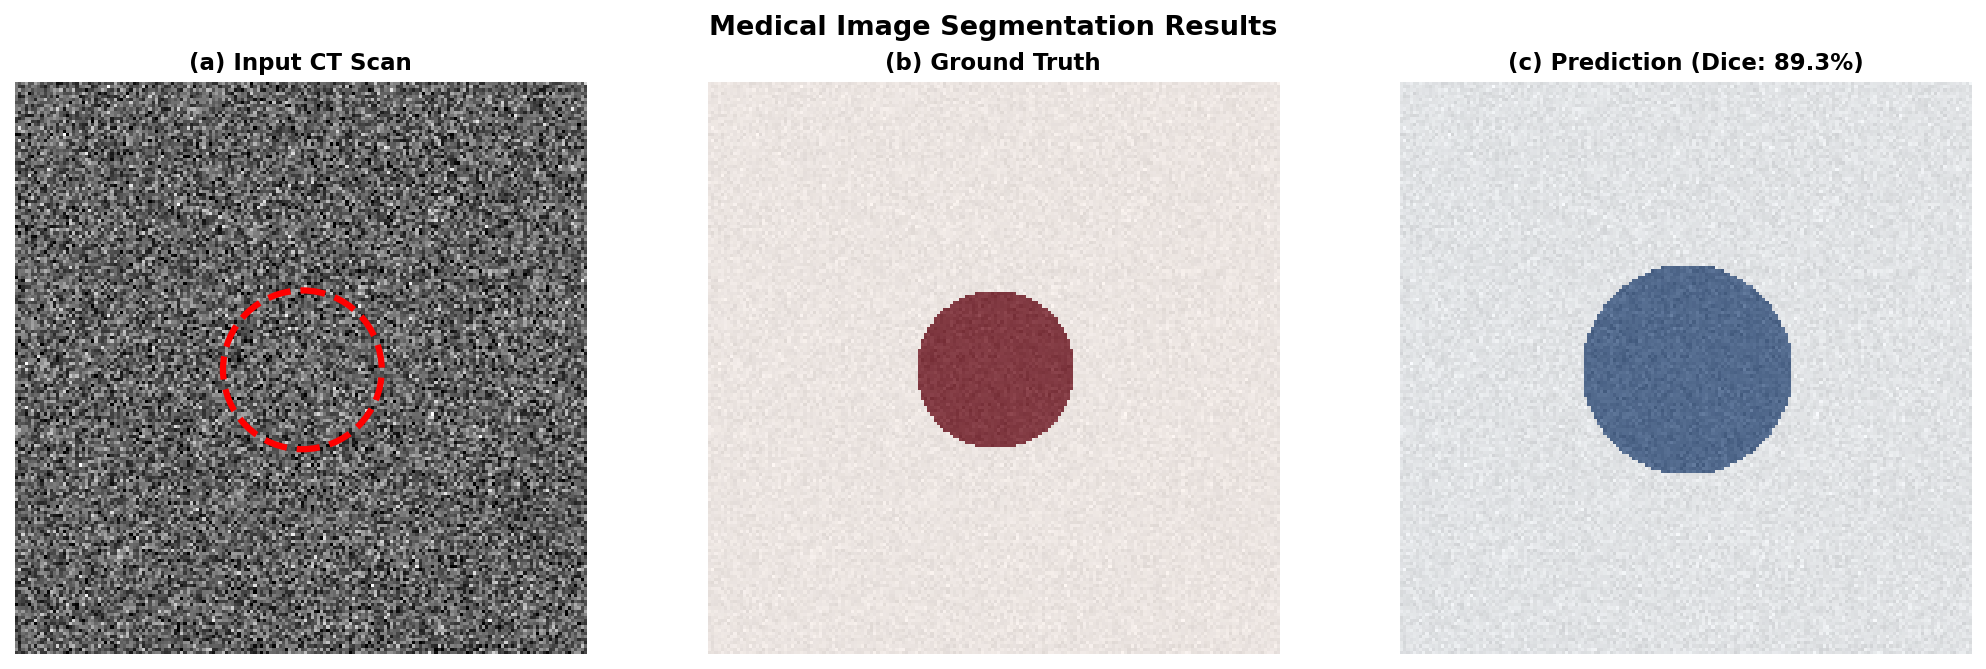 Medical Image Segmentation Results
(a) Input CT Scan
(b) Ground Truth
(c) Prediction (Dice: 89.3%)